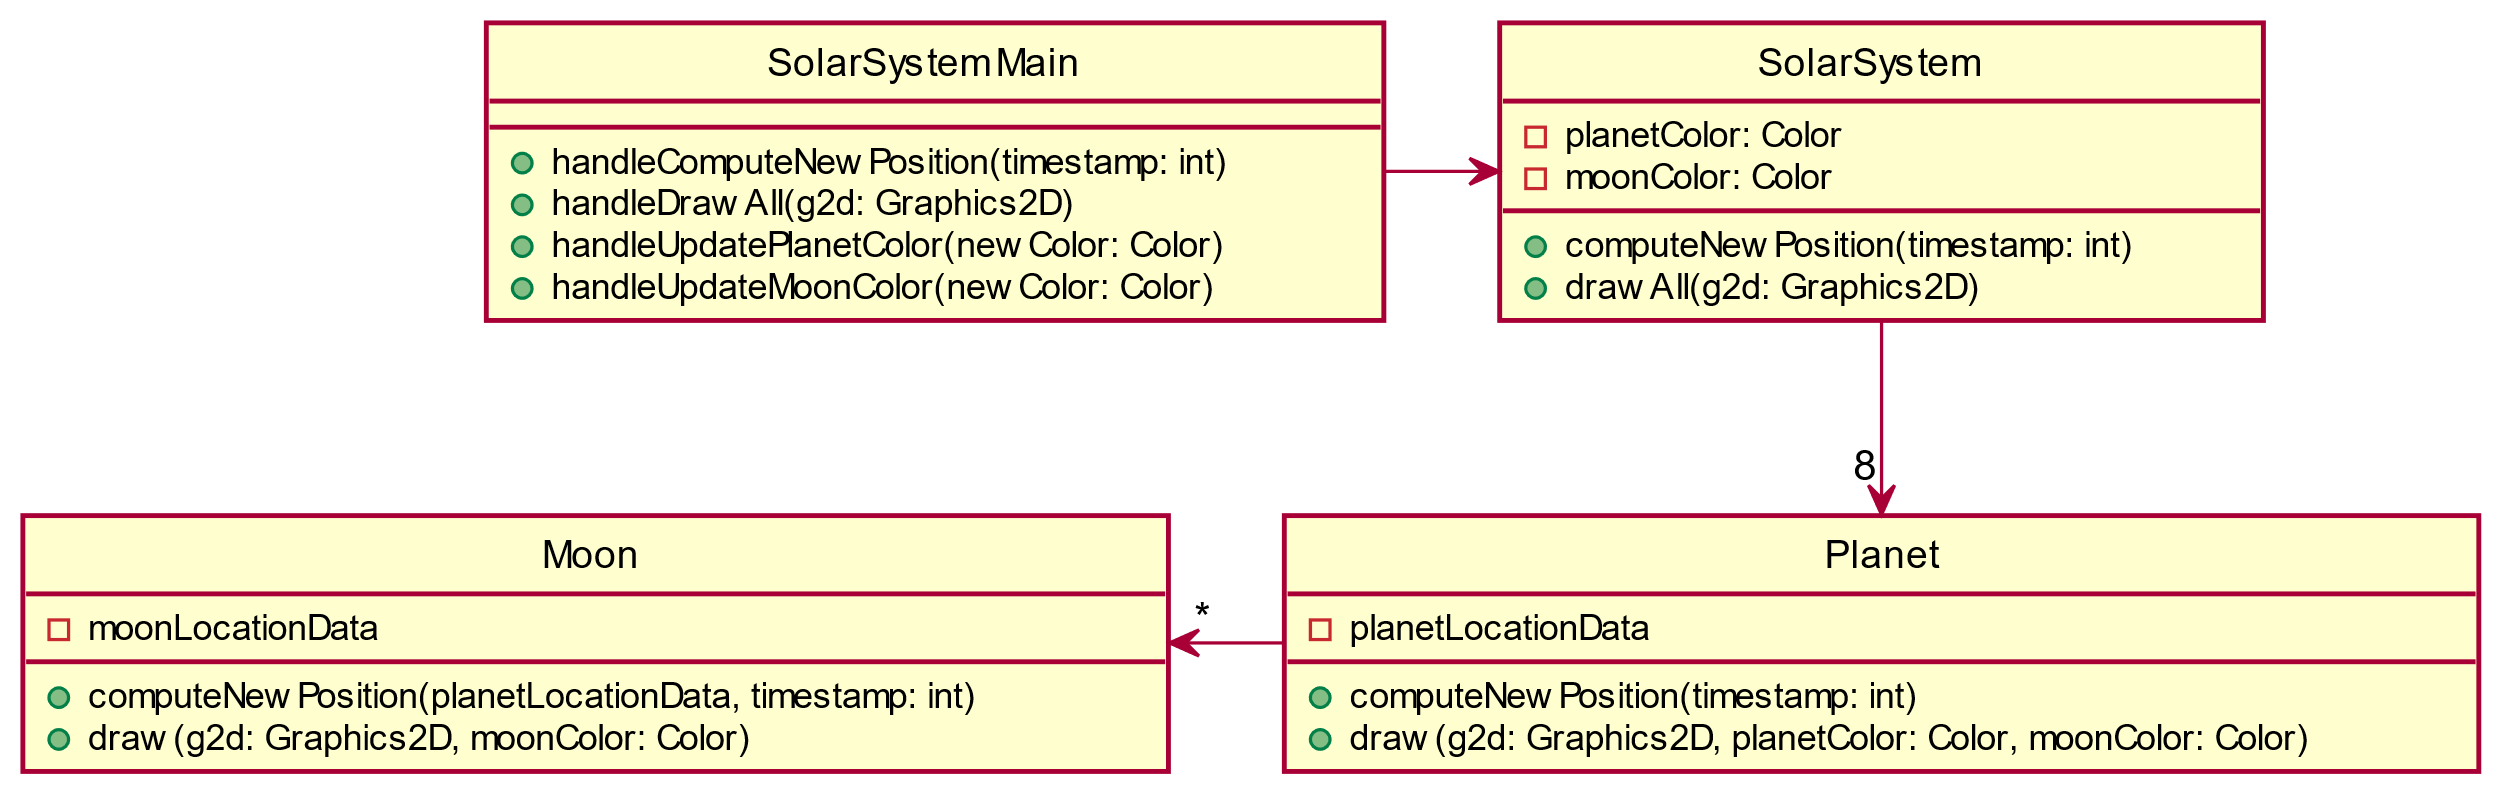 SolarSystemMain
handleComputeNewPosition(timestamp: int)
handleDrawAll(g2d: Graphics2D)
handleUpdatePlanetColor(newColor: Color)
handleUpdateMoonColor(newColor: Color)
SolarSystem
planetColor: Color
moonColor: Color
computeNewPosition(timestamp: int)
drawAll(g2d: Graphics2D)
8
*
Moon
moonLocationData
computeNewPosition(planetLocationData, timestamp: int)
draw(g2d: Graphics2D, moonColor: Color)
Planet
planetLocationData
computeNewPosition(timestamp: int)
draw(g2d: Graphics2D, planetColor: Color, moonColor: Color)